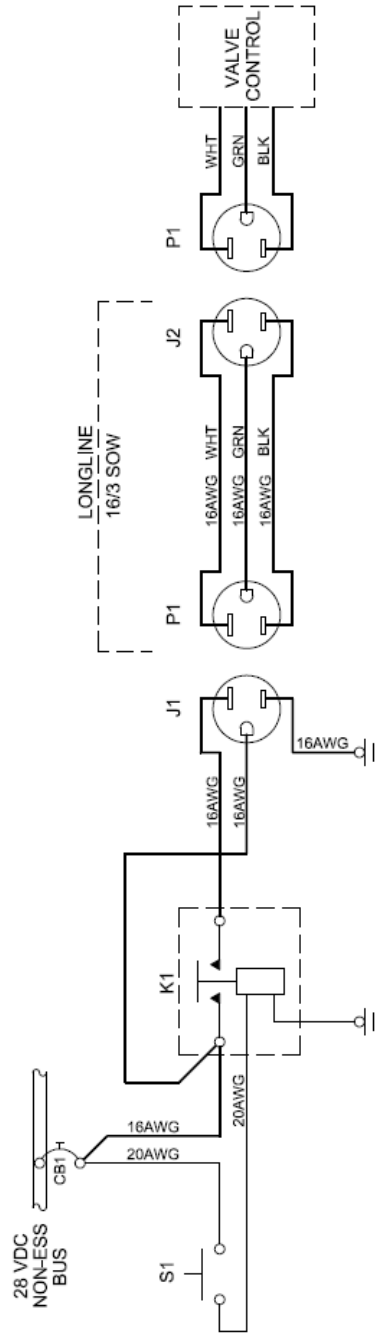 28 VDC
NON-ESS
BUS
CB1
16AWG
20AWG
S1
K1
20AWG
16AWG
16AWG
J1
16AWG
LONGLINE
16/3 SOW
P1
16AWG WHT
16AWG GRN
16AWG BLK
J2
P1
WHT
GRN
BLK
VALVE
CONTROL